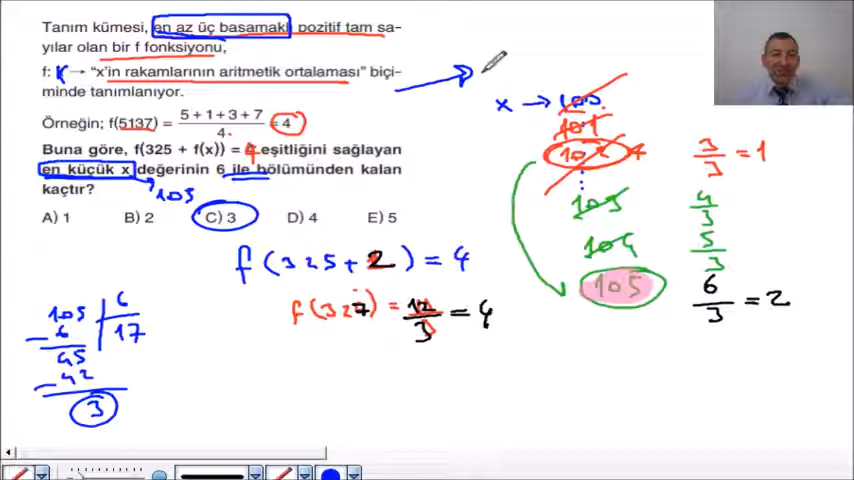 Tanım kümesi, en az üç basamaklı pozitif tam sa-
yılar olan bir f fonksiyonu,
f: x → “x'in rakamlarının aritmetik ortalaması” biçi-
minde tanımlanıyor.
Örneğin; f(5137) = 5 + 1 + 3 + 7 / 4 = 4
Buna göre, f(325 + f(x)) = 4 eşitliğini sağlayan
en küçük x değerinin 6 ile bölümünden kalan
kaçtır?
105
A) 1 B) 2 C) 3 D) 4 E) 5
x → 100
101
102 3/3 = 1
103 4/3
104 5/3
105 6/3 = 2
f (325 + 2) = 4
f (327) = 12/3 = 4
105 6
- 6 17
45
- 42
3